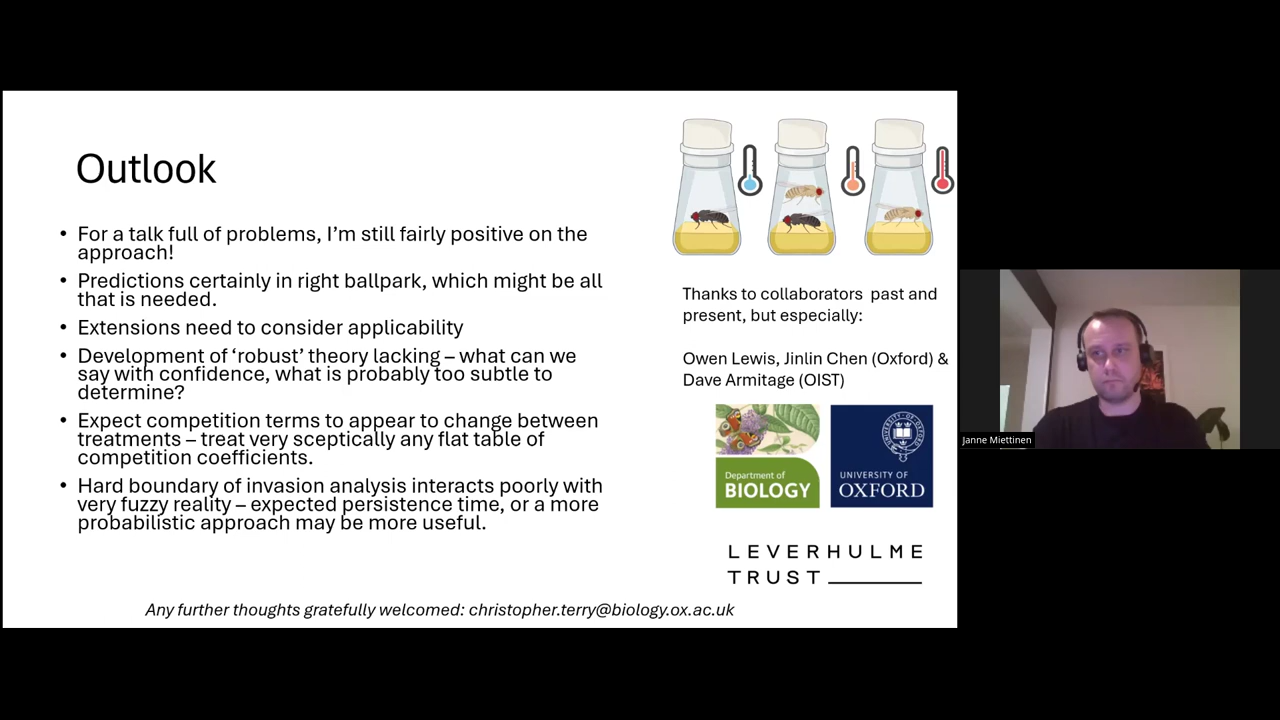 Outlook
• For a talk full of problems, I'm still fairly positive on the
approach!
• Predictions certainly in right ballpark, which might be all
that is needed.
• Extensions need to consider applicability
• Development of ‘robust’ theory lacking – what can we
say with confidence, what is probably too subtle to
determine?
• Expect competition terms to appear to change between
treatments – treat very sceptically any flat table of
competition coefficients.
• Hard boundary of invasion analysis interacts poorly with
very fuzzy reality – expected persistence time, or a more
probabilistic approach may be more useful.
Thanks to collaborators past and
present, but especially:
Owen Lewis, Jinlin Chen (Oxford) &
Dave Armitage (OIST)
Department of
BIOLOGY
UNIVERSITY OF
OXFORD
LEVERHULME
TRUST
Any further thoughts gratefully welcomed: christopher.terry@biology.ox.ac.uk
Janne Miettinen